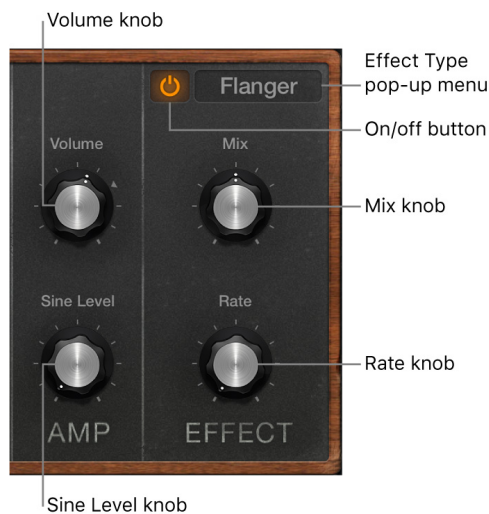 Volume knob
Effect Type
pop-up menu
Flanger
On/off button
Volume
Mix
Mix knob
Sine Level
Rate
Rate knob
AMP
EFFECT
Sine Level knob